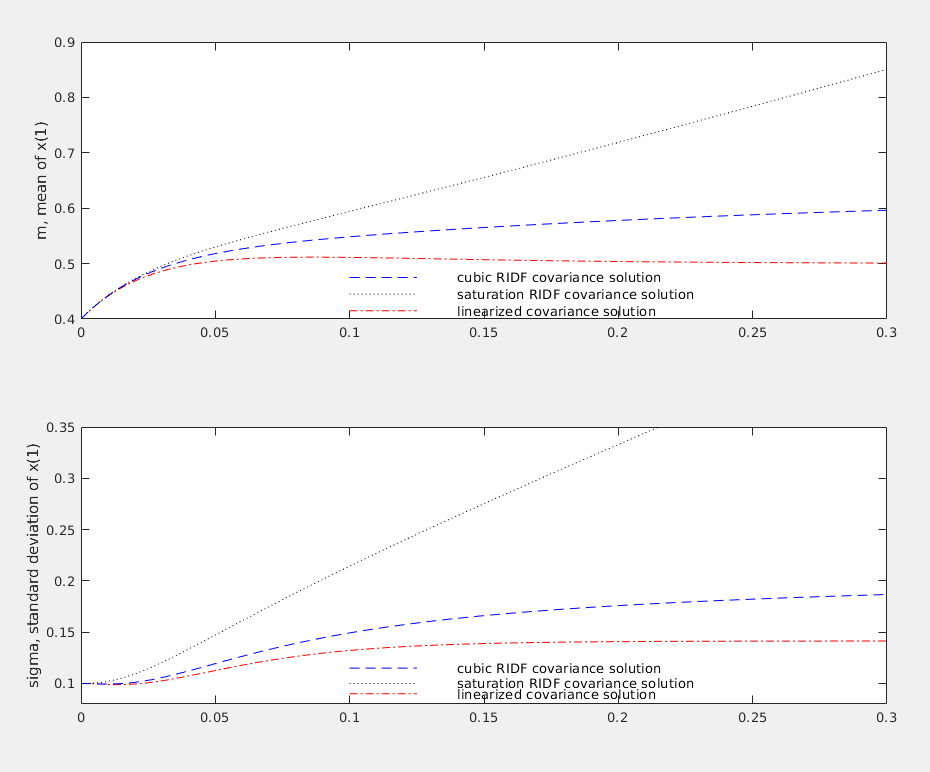 0.9
0.8
0.7
0.6
0.5
0.4
m, mean of x(1)
cubic RIDF covariance solution
saturation RIDF covariance solution
linearized covariance solution
0 0.05 0.1 0.15 0.2 0.25 0.3
0.35
0.3
0.25
0.2
0.15
0.1
sigma, standard deviation of x(1)
cubic RIDF covariance solution
saturation RIDF covariance solution
linearized covariance solution
0 0.05 0.1 0.15 0.2 0.25 0.3